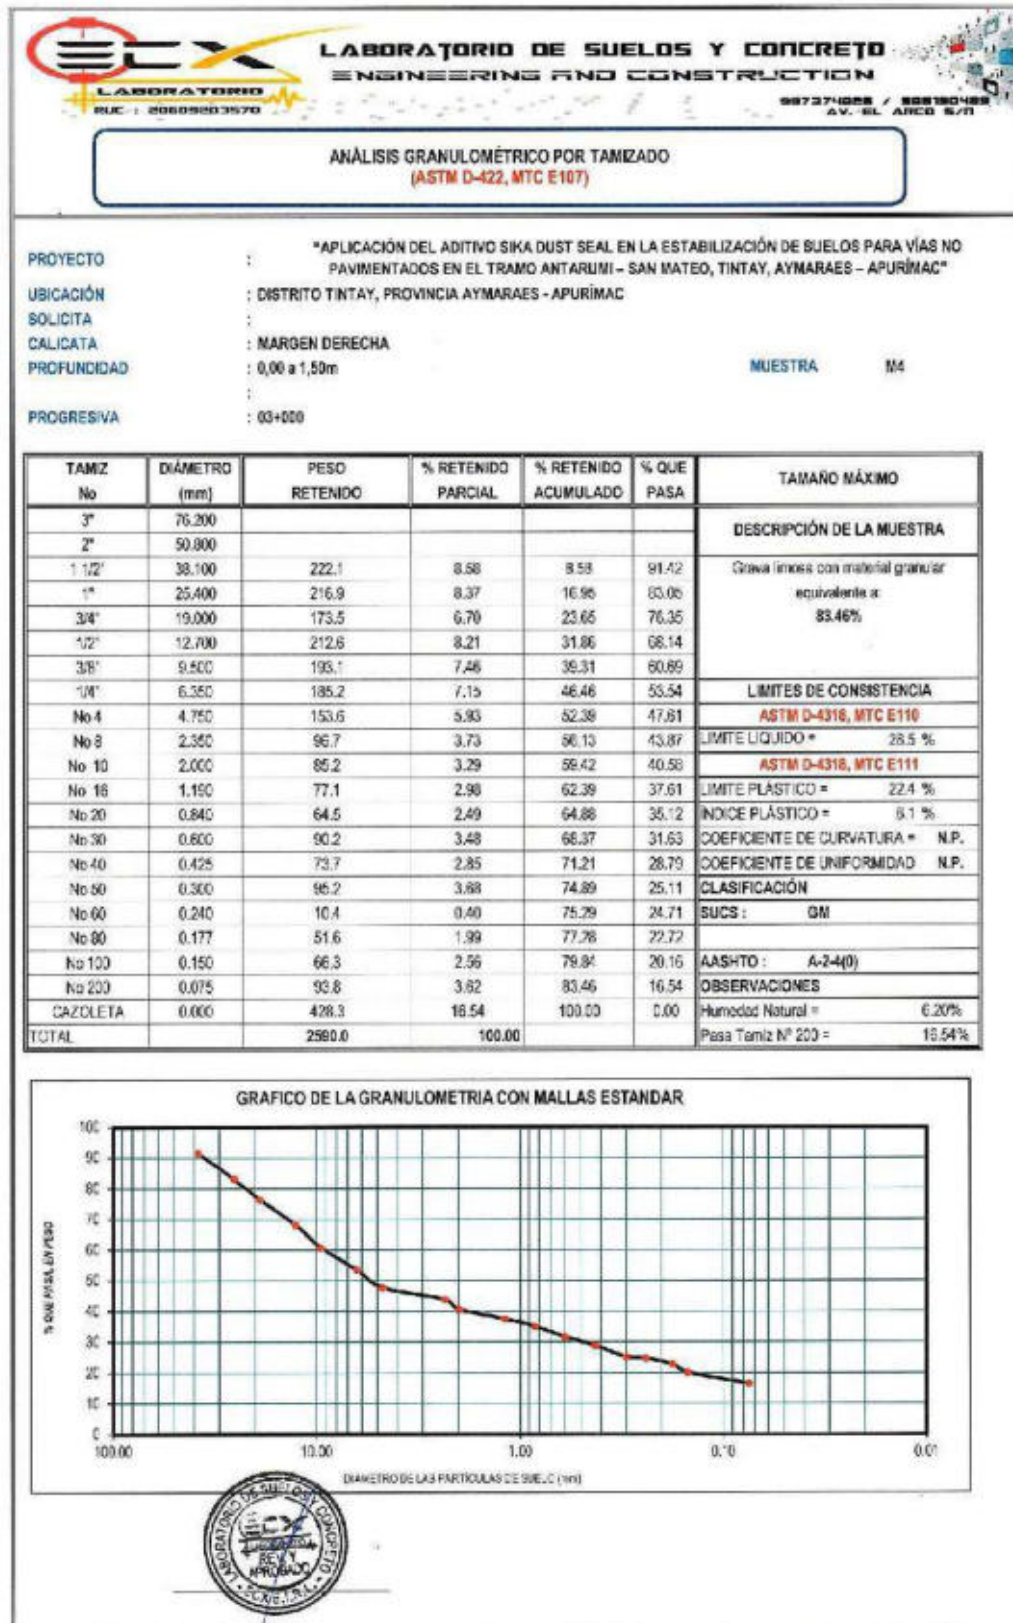 ECX
LABORATORIO
RUC : 20609203570
LABORATORIO DE SUELOS Y CONCRETO
ENGINEERING AND CONSTRUCTION
AV. EL ARCO S/N
ANÁLISIS GRANULOMÉTRICO POR TAMIZADO
(ASTM D-422, MTC E107)
PROYECTO : "APLICACIÓN DEL ADITIVO SIKA DUST SEAL EN LA ESTABILIZACIÓN DE SUELOS PARA VÍAS NO
PAVIMENTADOS EN EL TRAMO ANTARUMI – SAN MATEO, TINTAY, AYMARAES – APURÍMAC"
UBICACIÓN : DISTRITO TINTAY, PROVINCIA AYMARAES - APURÍMAC
SOLICITA :
CALICATA : MARGEN DERECHA
PROFUNDIDAD : 0,00 a 1,50m MUESTRA M4
:
PROGRESIVA : 03+000
TAMIZ DIÁMETRO PESO % RETENIDO % RETENIDO % QUE TAMAÑO MÁXIMO
No (mm) RETENIDO PARCIAL ACUMULADO PASA
3" 76.200 DESCRIPCIÓN DE LA MUESTRA
2" 50.800
1 1/2" 38.100 222.1 8.58 8.58 91.42 Grava limosa con material granular
1" 25.400 216.9 8.37 16.95 83.05 equivalente a:
3/4" 19.000 173.5 6.70 23.65 76.35 83.46%
1/2" 12.700 212.6 8.21 31.86 68.14
3/8" 9.500 193.1 7.46 39.31 60.69
1/4" 6.350 185.2 7.15 46.46 53.54 LIMITES DE CONSISTENCIA
No 4 4.750 153.6 5.93 52.39 47.61 ASTM D-4318, MTC E110
No 8 2.360 96.7 3.73 56.13 43.87 LIMITE LIQUIDO = 28.5 %
No 10 2.000 85.2 3.29 59.42 40.58 ASTM D-4318, MTC E111
No 16 1.190 77.1 2.98 62.39 37.61 LIMITE PLÁSTICO = 22.4 %
No 20 0.840 64.5 2.49 64.88 35.12 ÍNDICE PLÁSTICO = 6.1 %
No 30 0.600 90.2 3.48 68.37 31.63 COEFICIENTE DE CURVATURA = N.P.
No 40 0.425 73.7 2.85 71.21 28.79 COEFICIENTE DE UNIFORMIDAD N.P.
No 50 0.300 95.2 3.68 74.89 25.11 CLASIFICACIÓN
No 60 0.240 10.4 0.40 75.29 24.71 SUCS : GM
No 80 0.177 51.6 1.99 77.28 22.72
No 100 0.150 66.3 2.56 79.84 20.16 AASHTO : A-2-4(0)
No 200 0.075 93.8 3.62 83.46 16.54 OBSERVACIONES
CAZOLETA 0.000 428.3 16.54 100.00 0.00 Humedad Natural = 6.20%
TOTAL 2590.0 100.00 Pasa Tamiz N° 200 = 16.54%
GRAFICO DE LA GRANULOMETRIA CON MALLAS ESTANDAR
% QUE PASA, EN PESO
100
90
80
70
60
50
40
30
20
10
0
100.00 10.00 1.00 0.10 0.01
DIAMETRO DE LAS PARTÍCULAS DE SUELO (mm)
LABORATORIO DE SUELOS Y CONCRETO
ECX
LABORATORIO
REV. Y
APROBADO
ECX E.I.R.L.